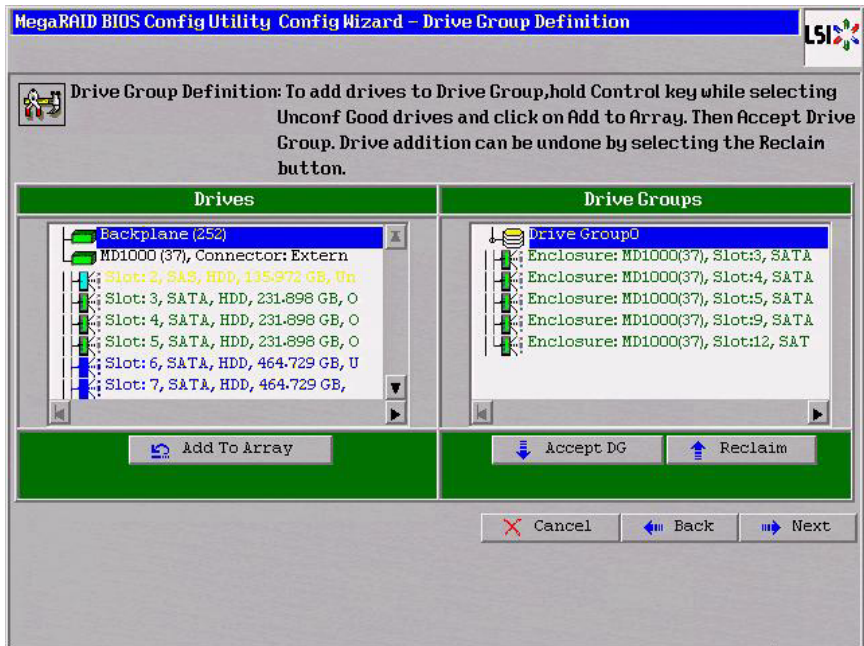 MegaRAID BIOS Config Utility Config Wizard – Drive Group Definition
LSI
Drive Group Definition: To add drives to Drive Group,hold Control key while selecting
Unconf Good drives and click on Add to Array. Then Accept Drive
Group. Drive addition can be undone by selecting the Reclaim
button.
Drives
Backplane (252)
MD1000 (37), Connector: Extern
Slot: 2, SAS, HDD, 135.972 GB, Un
Slot: 3, SATA, HDD, 231.898 GB, O
Slot: 4, SATA, HDD, 231.898 GB, O
Slot: 5, SATA, HDD, 231.898 GB, O
Slot: 6, SATA, HDD, 464.729 GB, U
Slot: 7, SATA, HDD, 464.729 GB,
Add To Array
Drive Groups
Drive Group0
Enclosure: MD1000(37), Slot:3, SATA
Enclosure: MD1000(37), Slot:4, SATA
Enclosure: MD1000(37), Slot:5, SATA
Enclosure: MD1000(37), Slot:9, SATA
Enclosure: MD1000(37), Slot:12, SAT
Accept DG
Reclaim
Cancel
Back
Next